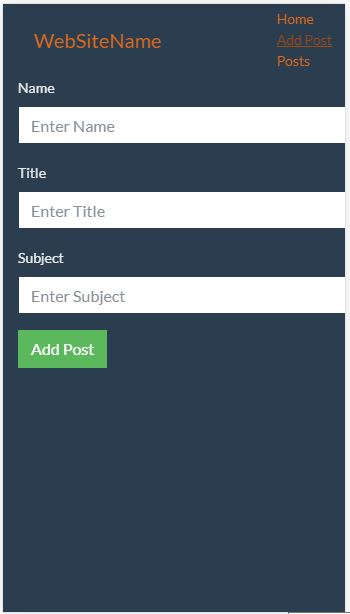 WebSiteName
Home
Add Post
Posts
Name
Enter Name
Title
Enter Title
Subject
Enter Subject
Add Post